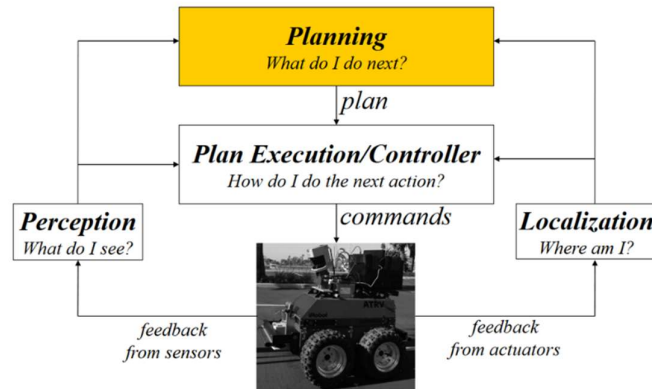 Planning
What do I do next?
plan
Plan Execution/Controller
How do I do the next action?
commands
Perception
What do I see?
Localization
Where am I?
ATRV
feedback
from sensors
feedback
from actuators